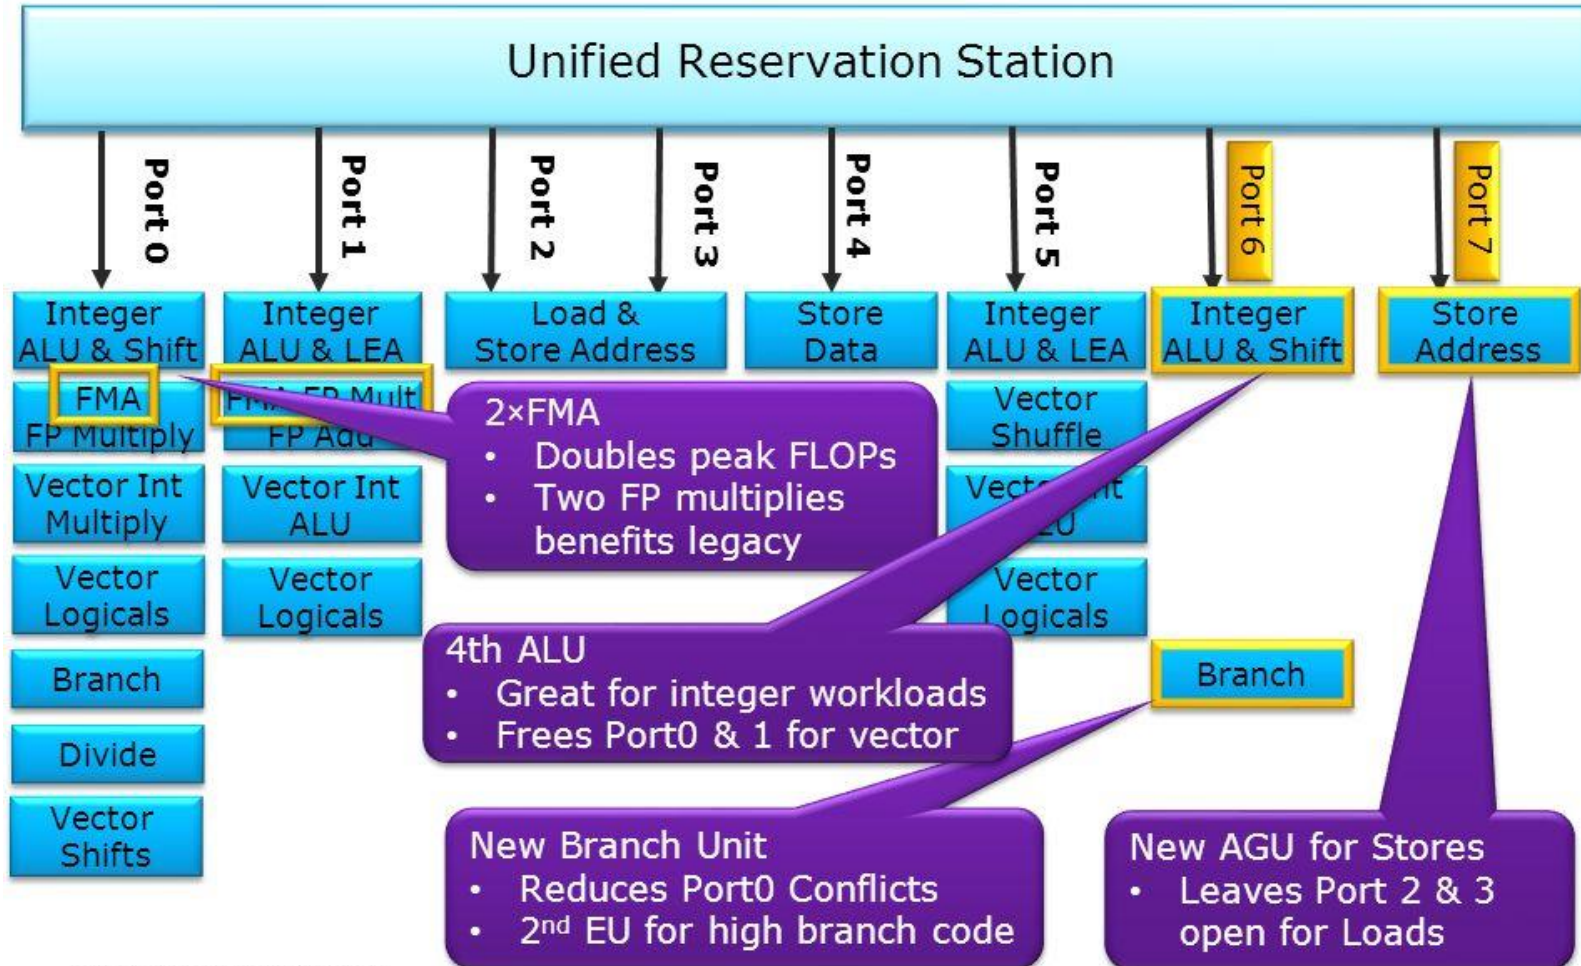 Unified Reservation Station
Port 0
Port 1
Port 2
Port 3
Port 4
Port 5
Port 6
Port 7
Integer
ALU & Shift
Integer
ALU & LEA
Load &
Store Address
Store
Data
Integer
ALU & LEA
Integer
ALU & Shift
Store
Address
FMA
FP Multiply
FMA FP Mult
FP Add
Vector
Shuffle
Vector Int
Multiply
Vector Int
ALU
Vector
Logicals
Vector
Logicals
Vector
Logicals
Branch
Divide
Vector
Shifts
Branch
2×FMA
• Doubles peak FLOPs
• Two FP multiplies
benefits legacy
4th ALU
• Great for integer workloads
• Frees Port0 & 1 for vector
New Branch Unit
• Reduces Port0 Conflicts
• 2nd EU for high branch code
New AGU for Stores
• Leaves Port 2 & 3
open for Loads